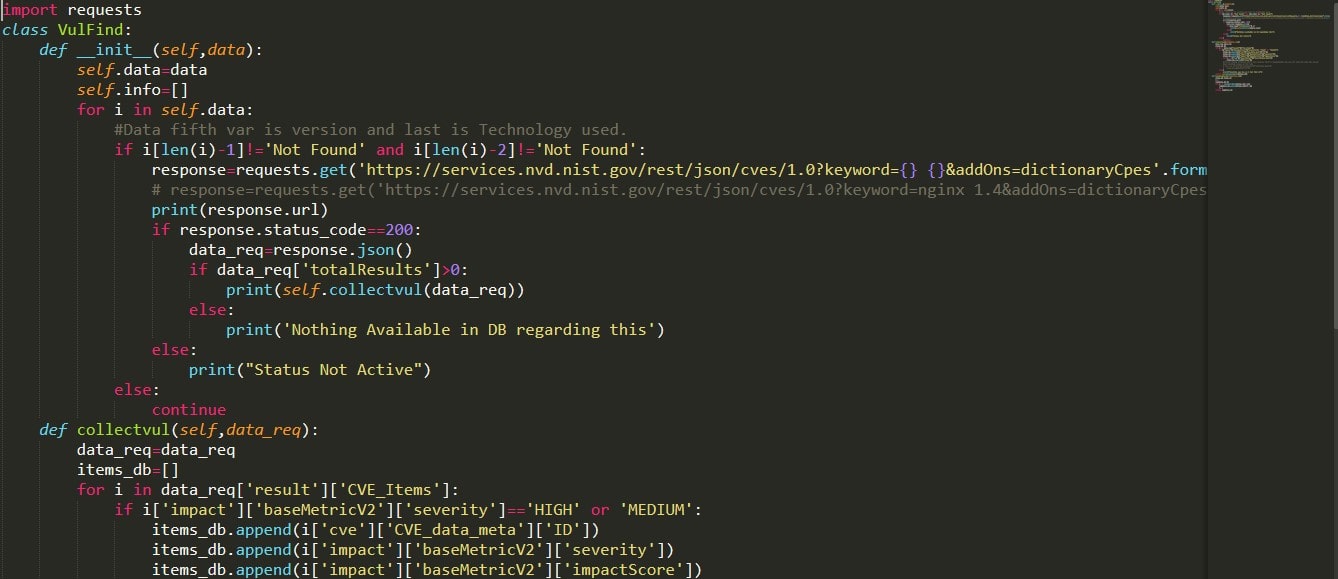 import requests
class VulFind:
    def __init__(self,data):
        self.data=data
        self.info=[]
        for i in self.data:
            #Data fifth var is version and last is Technology used.
            if i[len(i)-1]!='Not Found' and i[len(i)-2]!='Not Found':
                response=requests.get('https://services.nvd.nist.gov/rest/json/cves/1.0?keyword={} {}&addOns=dictionaryCpes'.form
                # response=requests.get('https://services.nvd.nist.gov/rest/json/cves/1.0?keyword=nginx 1.4&addOns=dictionaryCpes
                print(response.url)
                if response.status_code==200:
                    data_req=response.json()
                    if data_req['totalResults']>0:
                        print(self.collectvul(data_req))
                    else:
                        print('Nothing Available in DB regarding this')
                else:
                    print("Status Not Active")
            else:
                continue
    def collectvul(self,data_req):
        data_req=data_req
        items_db=[]
        for i in data_req['result']['CVE_Items']:
            if i['impact']['baseMetricV2']['severity']=='HIGH' or 'MEDIUM':
                items_db.append(i['cve']['CVE_data_meta']['ID'])
                items_db.append(i['impact']['baseMetricV2']['severity'])
                items_db.append(i['impact']['baseMetricV2']['impactScore'])